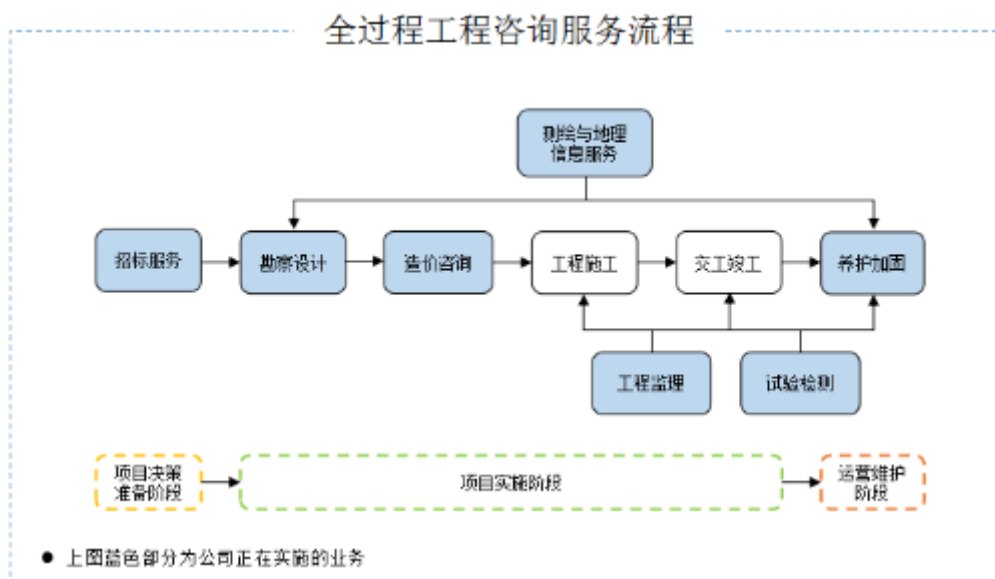 全过程工程咨询服务流程
测绘与地理
信息服务
招标服务
勘察设计
造价咨询
工程施工
交工竣工
养护加固
工程监理
试验检测
项目决策
准备阶段
项目实施阶段
运营维护
阶段
● 上图蓝色部分为公司正在实施的业务